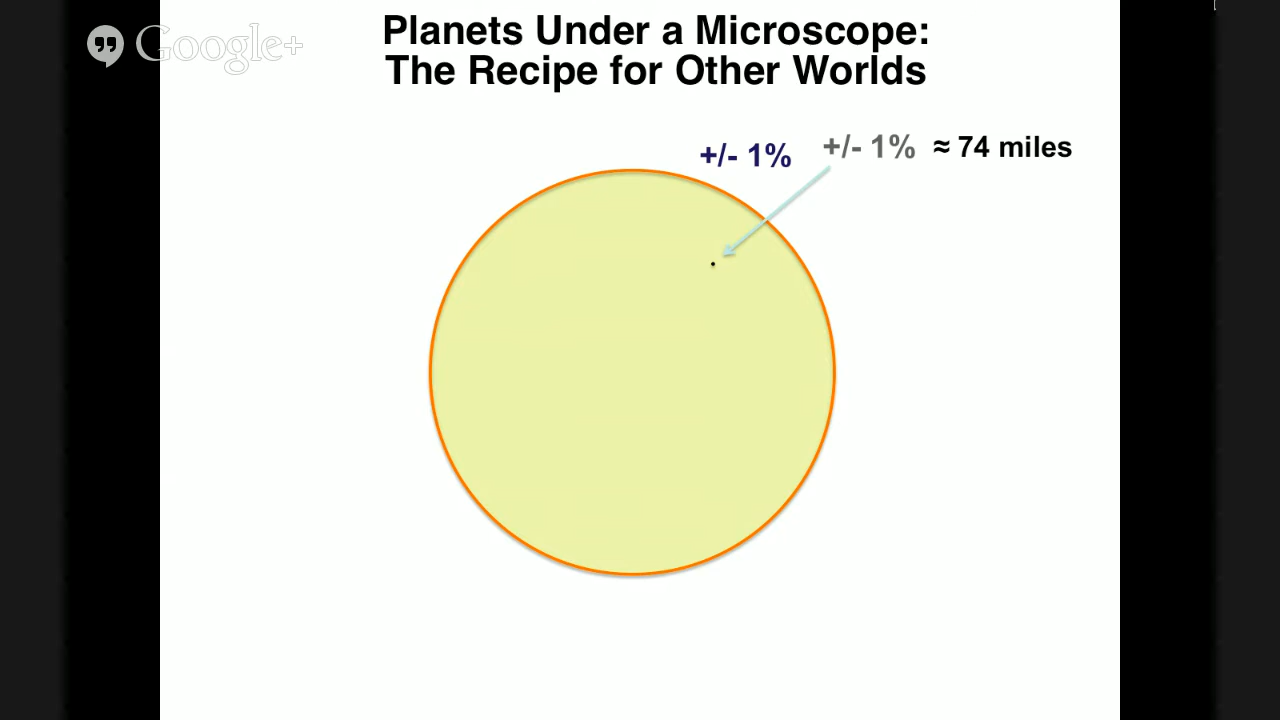 Google+
Planets Under a Microscope:
The Recipe for Other Worlds
+/- 1%
+/- 1% ≈ 74 miles